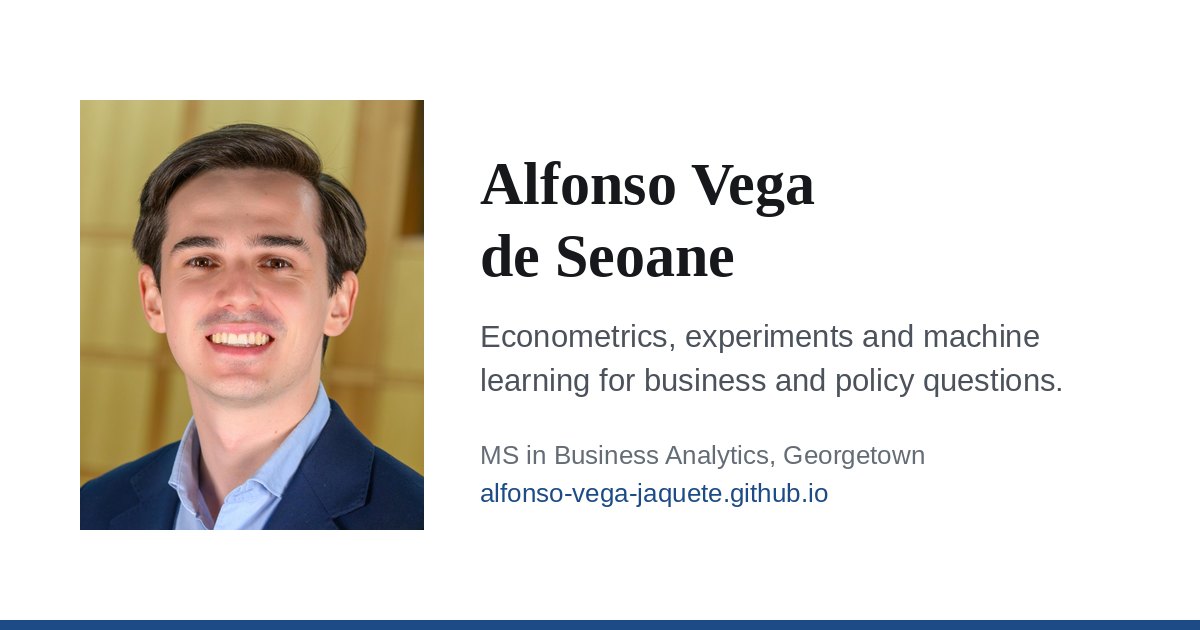 Alfonso Vega
de Seoane
Econometrics, experiments and machine
learning for business and policy questions.
MS in Business Analytics, Georgetown
alfonso-vega-jaquete.github.io